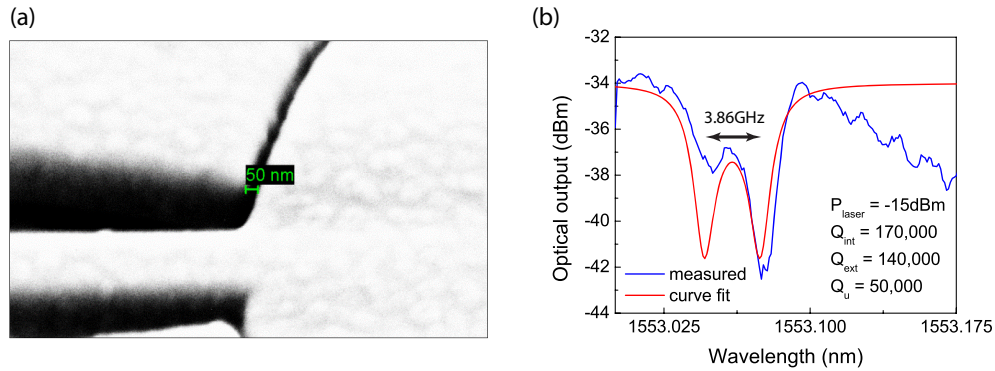 (a)
50 nm
(b)
Optical output (dBm)
-32
-34
-36
-38
-40
-42
-44
3.86GHz
P_laser = -15dBm
Q_int = 170,000
Q_ext = 140,000
Q_u = 50,000
measured
curve fit
1553.025
1553.100
1553.175
Wavelength (nm)